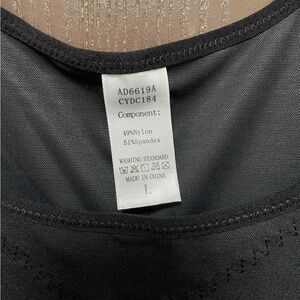 AD6619A
CYDC184
Component:
49%Nylon
51%Spandex
WASHING STANDARD
MADE IN CHINA
L